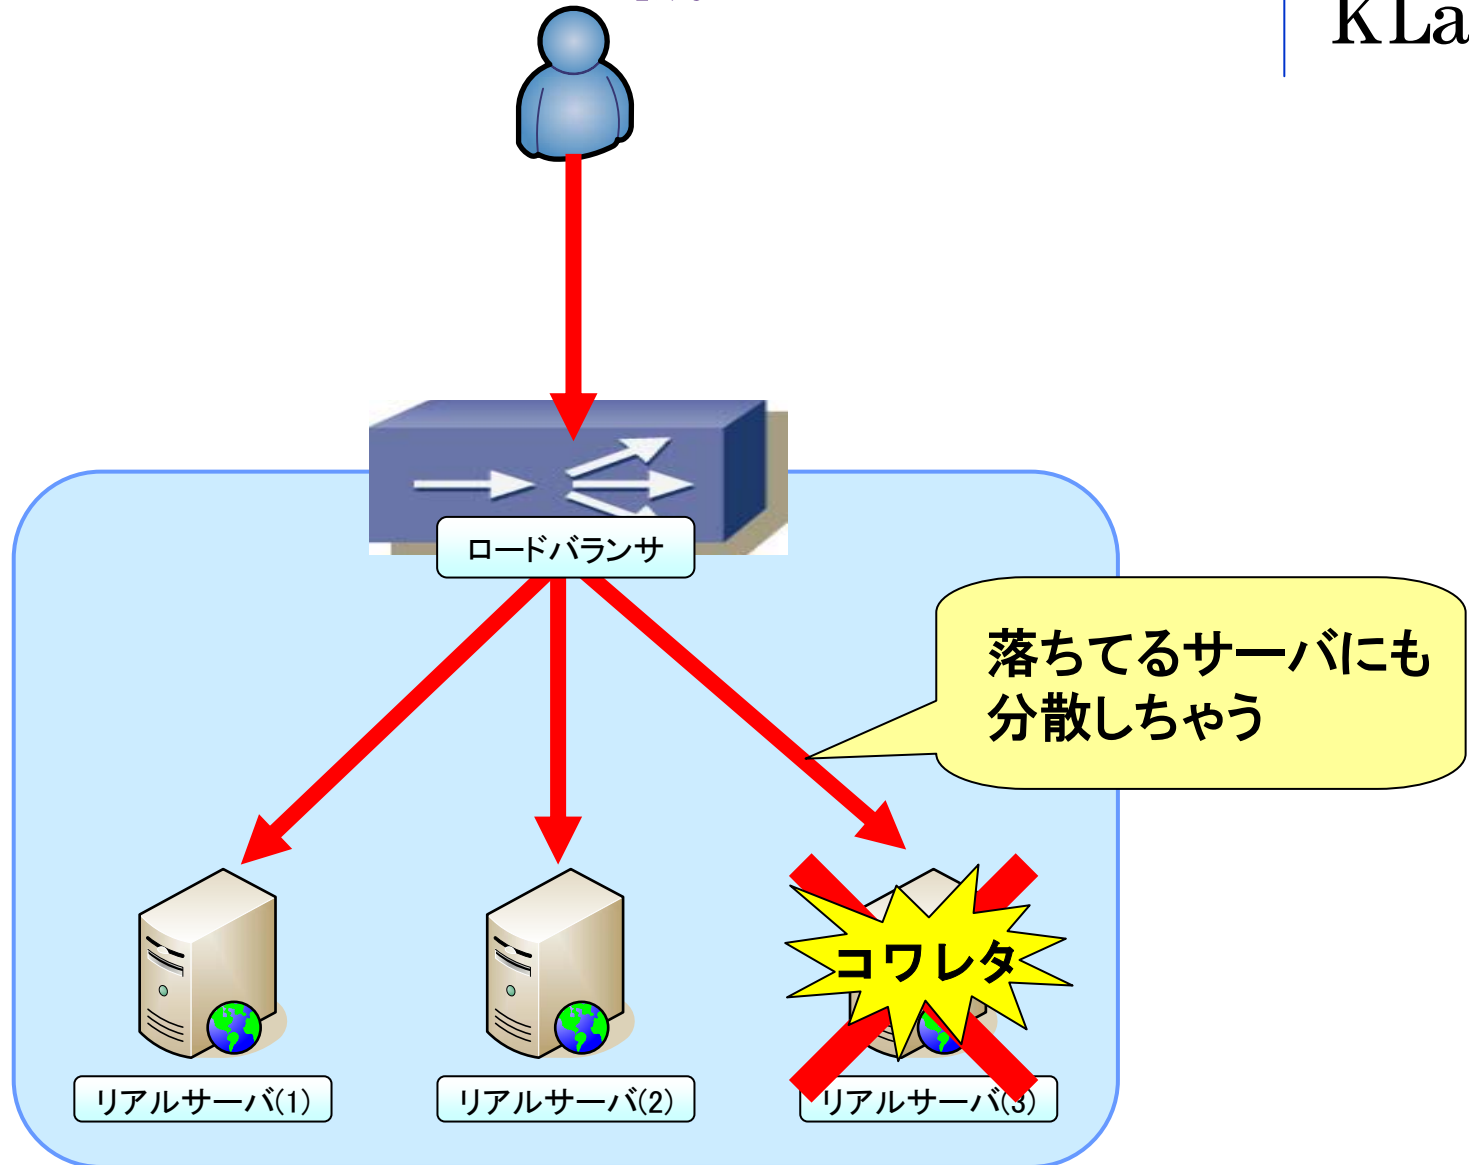 KLa
ロードバランサ
落ちてるサーバにも
分散しちゃう
コワレタ
リアルサーバ(1)
リアルサーバ(2)
リアルサーバ(3)